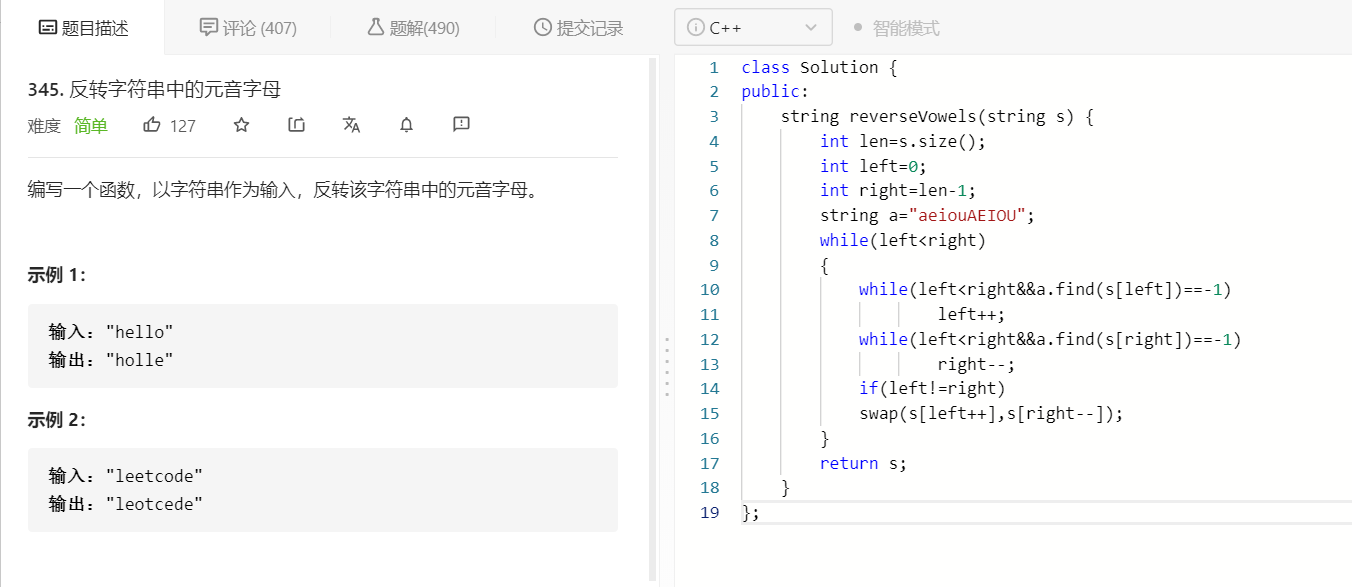 题目描述 评论 (407) 题解(490) 提交记录 C++ 智能模式
345. 反转字符串中的元音字母
难度 简单 127
编写一个函数，以字符串作为输入，反转该字符串中的元音字母。
示例 1:
输入: "hello"
输出: "holle"
示例 2:
输入: "leetcode"
输出: "leotcede"
1 class Solution {
2 public:
3 string reverseVowels(string s) {
4 int len=s.size();
5 int left=0;
6 int right=len-1;
7 string a="aeiouAEIOU";
8 while(left<right)
9 {
10 while(left<right&&a.find(s[left])==-1)
11 left++;
12 while(left<right&&a.find(s[right])==-1)
13 right--;
14 if(left!=right)
15 swap(s[left++],s[right--]);
16 }
17 return s;
18 }
19 };